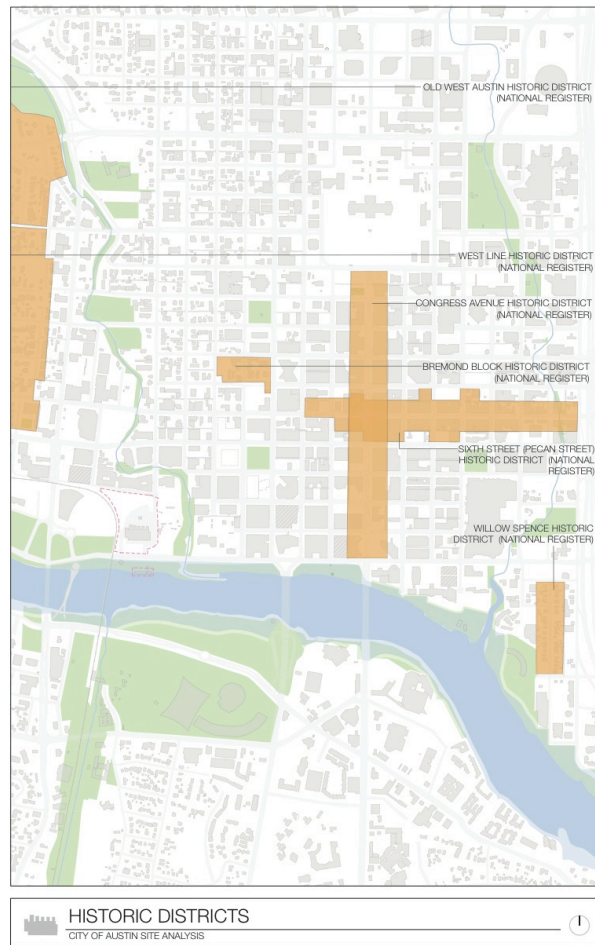 OLD WEST AUSTIN HISTORIC DISTRICT
(NATIONAL REGISTER)
WEST LINE HISTORIC DISTRICT
(NATIONAL REGISTER)
CONGRESS AVENUE HISTORIC DISTRICT
(NATIONAL REGISTER)
BREMOND BLOCK HISTORIC DISTRICT
(NATIONAL REGISTER)
SIXTH STREET (PECAN STREET)
HISTORIC DISTRICT (NATIONAL
REGISTER)
WILLOW SPENCE HISTORIC
DISTRICT (NATIONAL REGISTER)
HISTORIC DISTRICTS
CITY OF AUSTIN SITE ANALYSIS